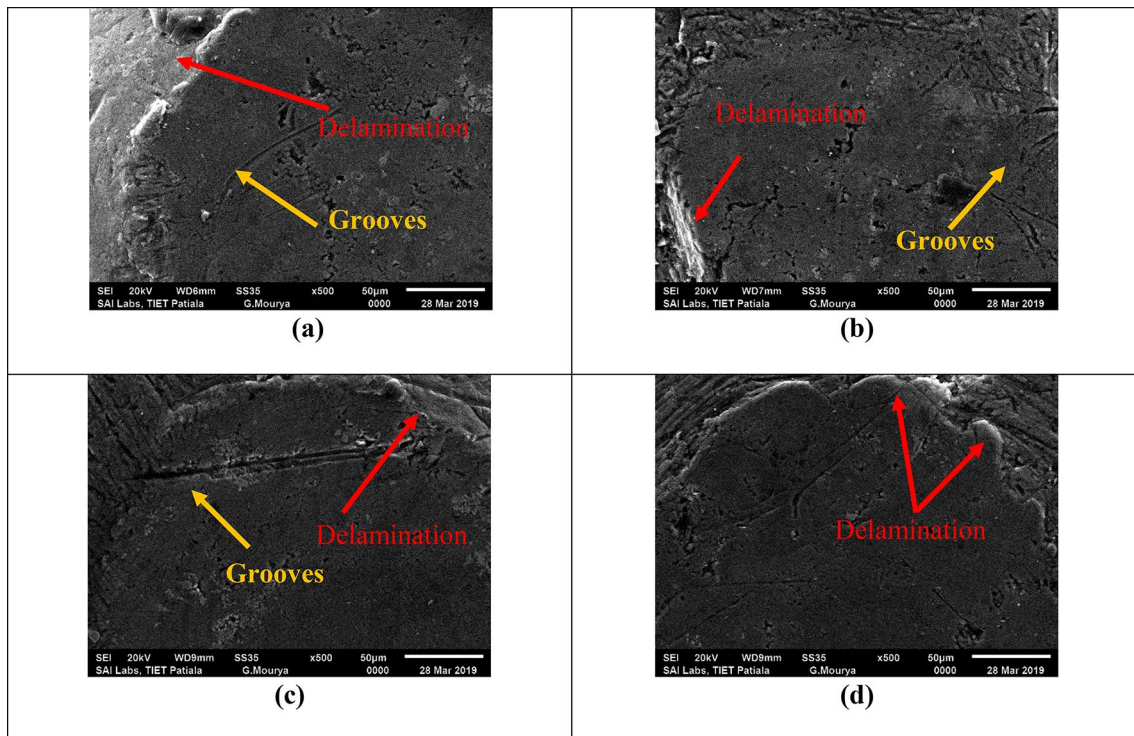 Delamination
Grooves
SEI 20kV WD6mm SS35 x500 50µm
SAI Labs, TIET Patiala G.Mourya 0000 28 Mar 2019
(a)
Delamination
Grooves
SEI 20kV WD7mm SS35 x500 50µm
SAI Labs, TIET Patiala G.Mourya 0000 28 Mar 2019
(b)
Delamination
Grooves
SEI 20kV WD9mm SS35 x500 50µm
SAI Labs, TIET Patiala G.Mourya 0000 28 Mar 2019
(c)
Delamination
SEI 20kV WD9mm SS35 x500 50µm
SAI Labs, TIET Patiala G.Mourya 0000 28 Mar 2019
(d)